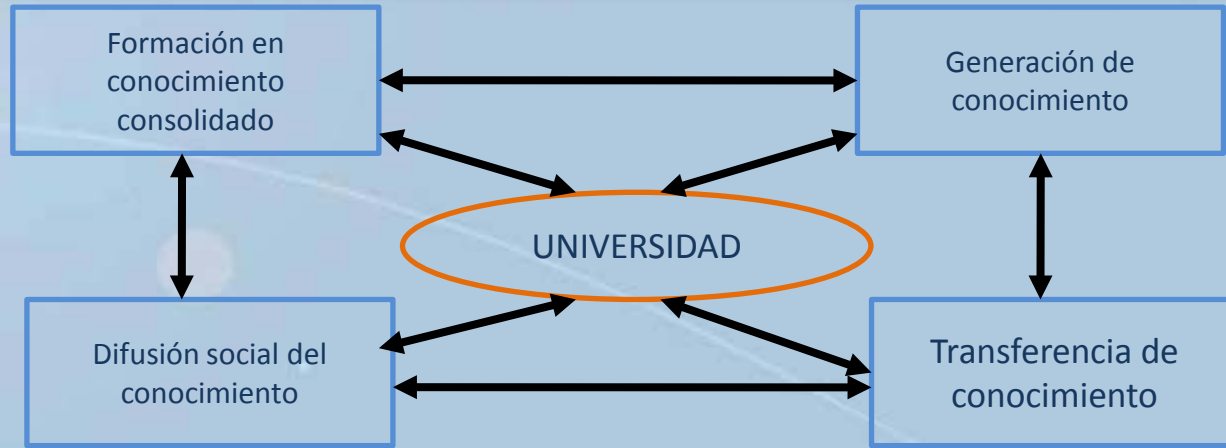 Formación en
conocimiento
consolidado
Generación de
conocimiento
UNIVERSIDAD
Difusión social del
conocimiento
Transferencia de
conocimiento